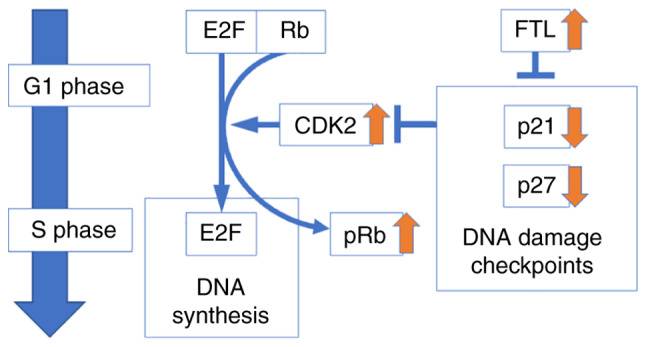 E2F Rb
FTL
G1 phase
CDK2
p21
p27
S phase
E2F
pRb
DNA damage
checkpoints
DNA
synthesis